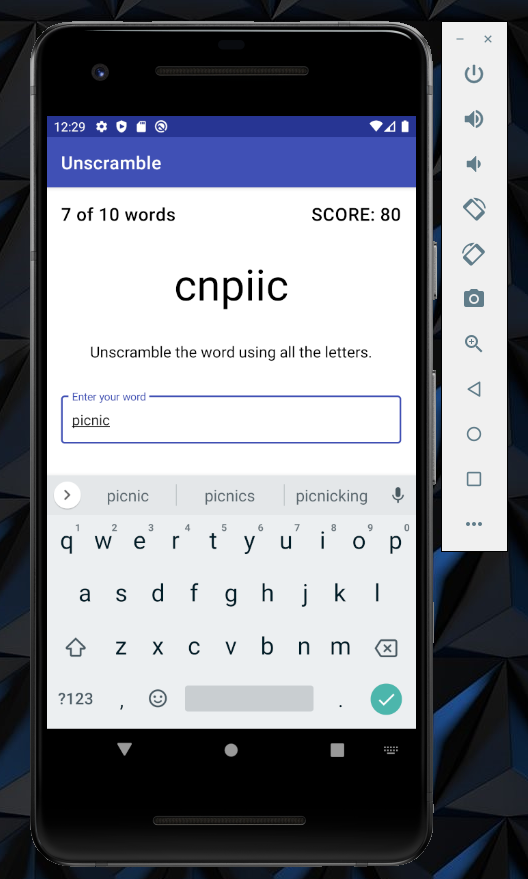 12:29
Unscramble
7 of 10 words SCORE: 80
cnpiic
Unscramble the word using all the letters.
Enter your word
picnic
picnic picnics picnicking
1 2 3 4 5 6 7 8 9 0
q w e r t y u i o p
a s d f g h j k l
z x c v b n m
?123 , .